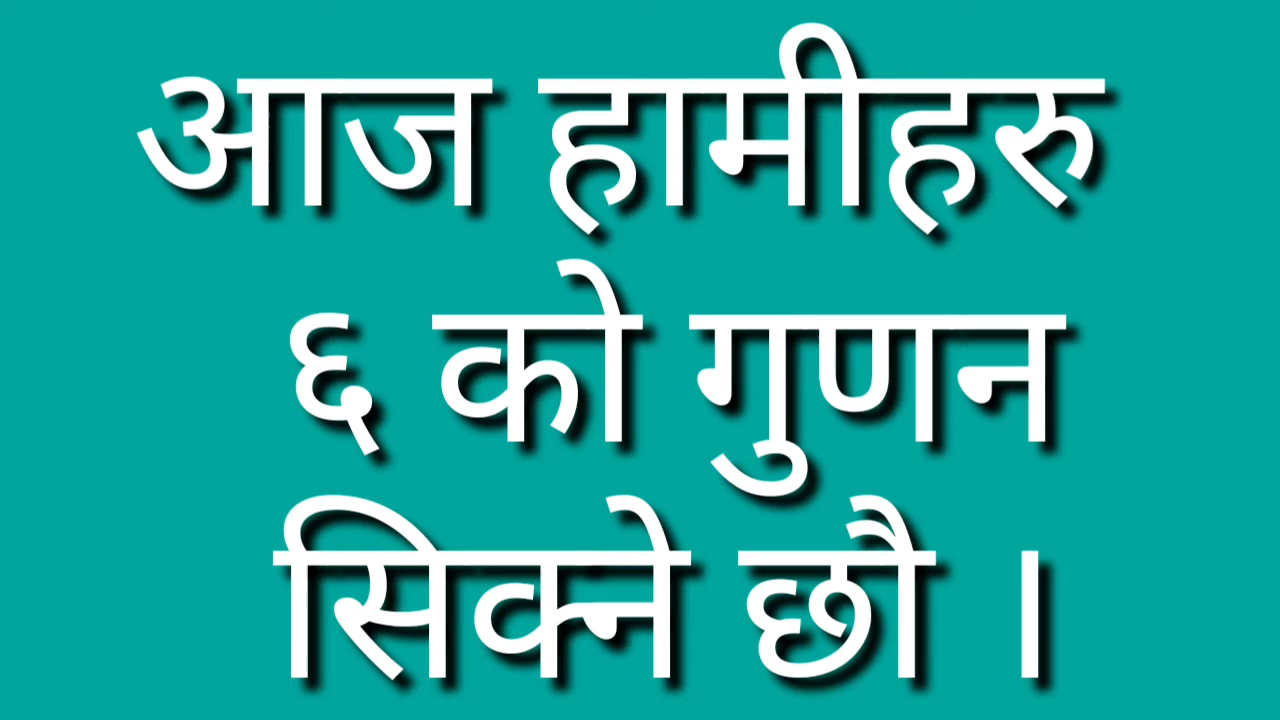 आज हामीहरु
६ को गुणन
सिक्ने छौ ।